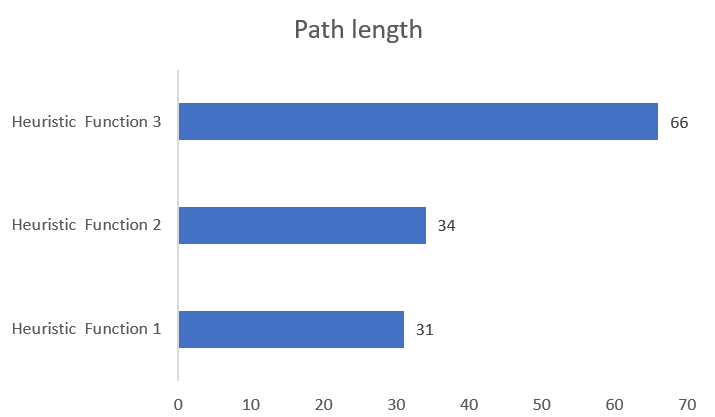 Path length
Heuristic  Function 3
66
Heuristic  Function 2
34
Heuristic  Function 1
31
0 10 20 30 40 50 60 70